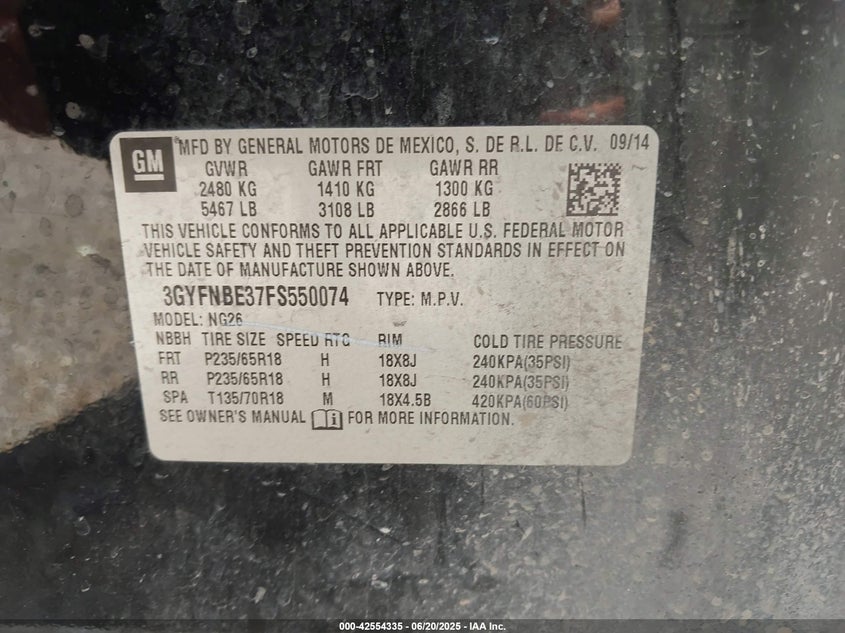 GM
®MFD BY GENERAL MOTORS DE MEXICO, S. DE R.L. DE C.V. 09/14
GVWR GAWR FRT GAWR RR
2480 KG 1410 KG 1300 KG
5467 LB 3108 LB 2866 LB
THIS VEHICLE CONFORMS TO ALL APPLICABLE U.S. FEDERAL MOTOR
VEHICLE SAFETY AND THEFT PREVENTION STANDARDS IN EFFECT ON
THE DATE OF MANUFACTURE SHOWN ABOVE.
3GYFNBE37FS550074 TYPE: M.P.V.
MODEL: NG26
NBBH TIRE SIZE SPEED RTG RIM COLD TIRE PRESSURE
FRT P235/65R18 H 18X8J 240KPA(35PSI)
RR P235/65R18 H 18X8J 240KPA(35PSI)
SPA T135/70R18 M 18X4.5B 420KPA(60PSI)
SEE OWNER'S MANUAL FOR MORE INFORMATION.
000-42554335 - 06/20/2025 - IAA Inc.